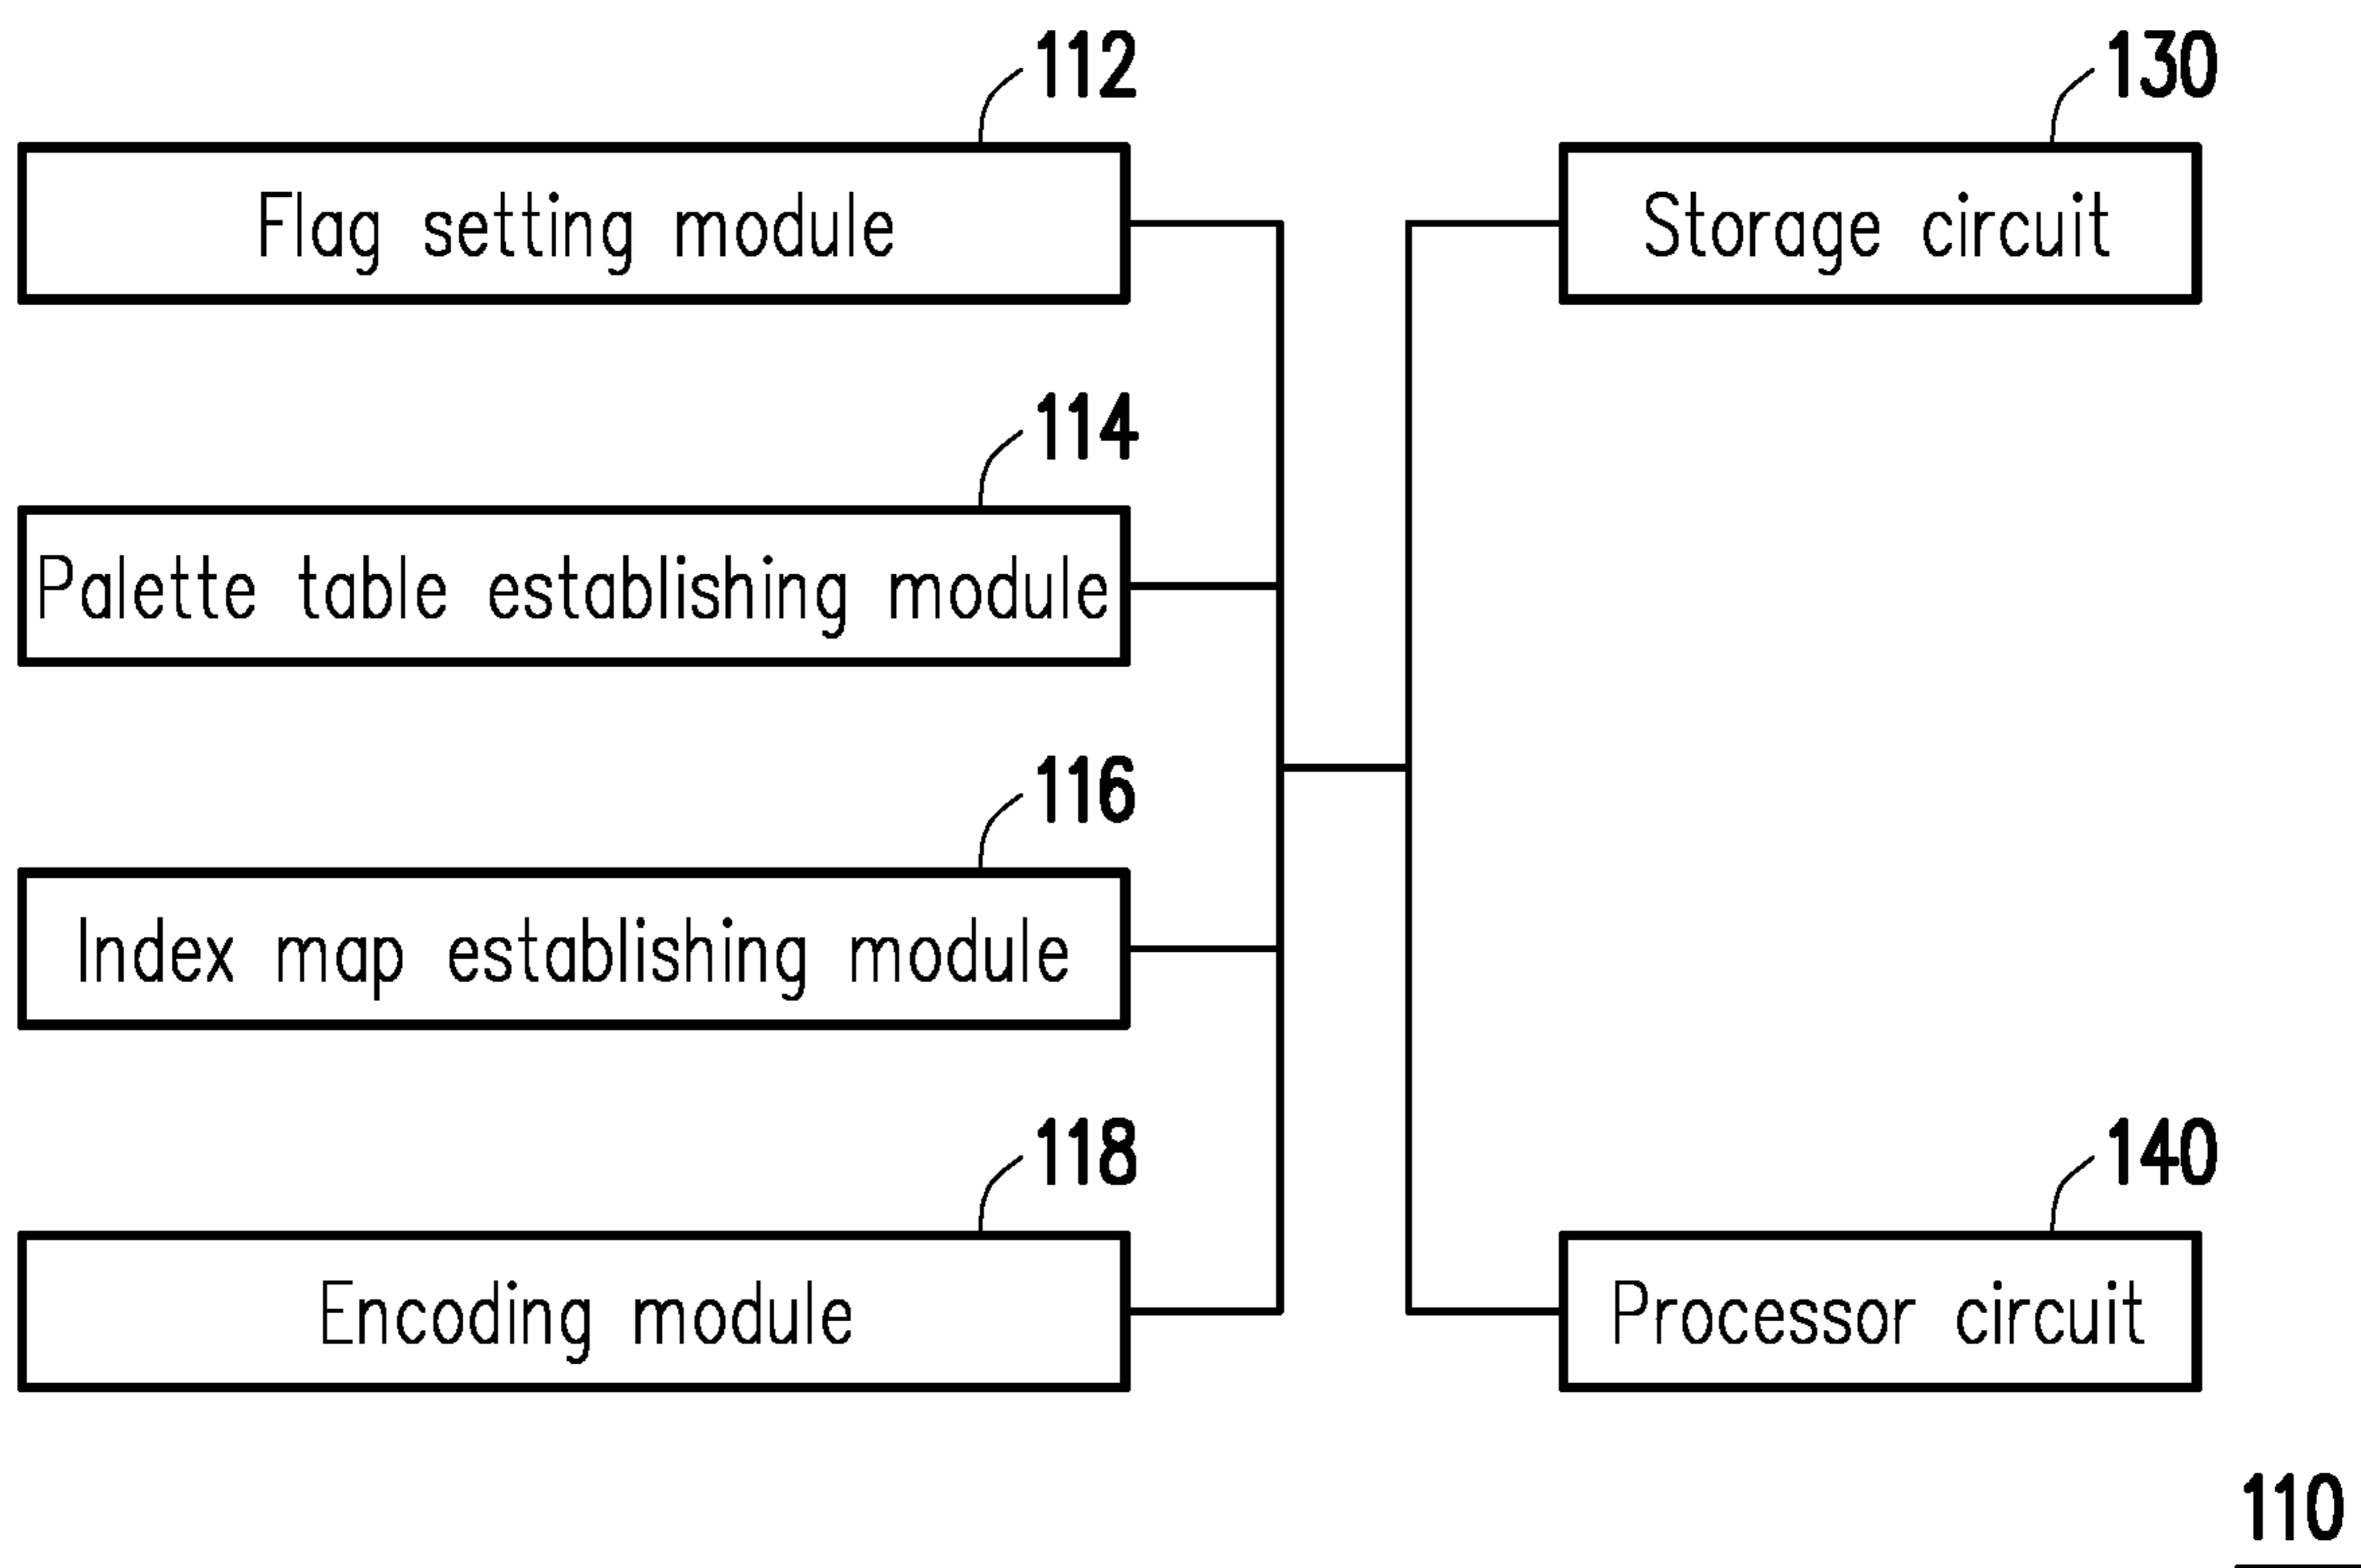 112
Flag setting module
130
Storage circuit
114
Palette table establishing module
116
Index map establishing module
118
Encoding module
140
Processor circuit
110